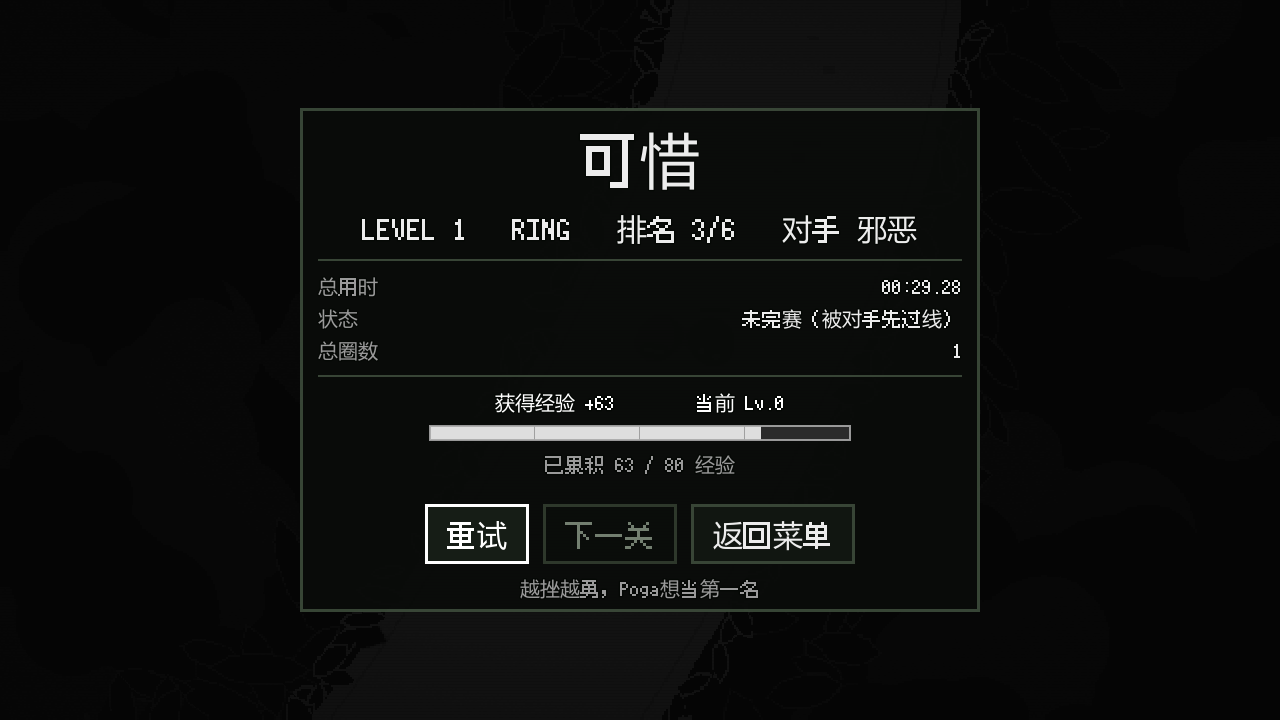 可惜
LEVEL 1 RING 排名 3/6 对手 邪恶
总用时 00:29.28
状态 未完赛（被对手先过线）
总圈数 1
获得经验 +63 当前 Lv.0
已累积 63 / 80 经验
重试 下一关 返回菜单
越挫越勇，Poga想当第一名